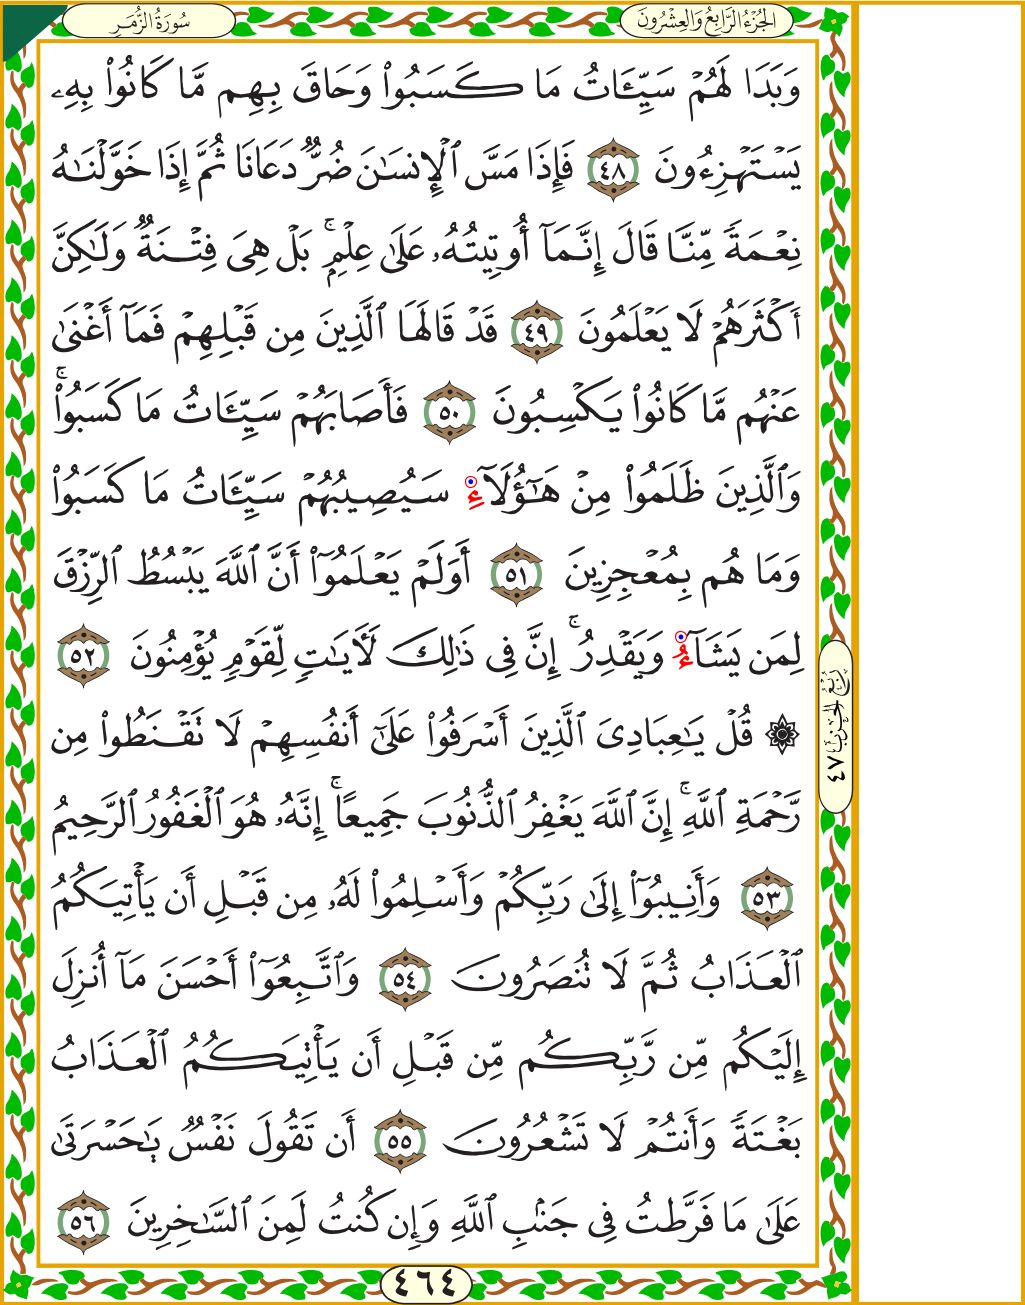 الجُزْءُ الرَّابِعُ وَالعِشْرُونَ
سُورَةُ الزُّمَرِ
وَبَدَا لَهُمْ سَيِّـَٔاتُ مَا كَسَبُوا۟ وَحَاقَ بِهِم مَّا كَانُوا۟ بِهِۦ
يَسْتَهْزِءُونَ ٤٨ فَإِذَا مَسَّ ٱلْإِنسَـٰنَ ضُرٌّ دَعَانَا ثُمَّ إِذَا خَوَّلْنَـٰهُ
نِعْمَةً مِّنَّا قَالَ إِنَّمَآ أُوتِيتُهُۥ عَلَىٰ عِلْمٍۭ ۚ بَلْ هِىَ فِتْنَةٌ وَلَـٰكِنَّ
أَكْثَرَهُمْ لَا يَعْلَمُونَ ٤٩ قَدْ قَالَهَا ٱلَّذِينَ مِن قَبْلِهِمْ فَمَآ أَغْنَىٰ
عَنْهُم مَّا كَانُوا۟ يَكْسِبُونَ ٥٠ فَأَصَابَهُمْ سَيِّـَٔاتُ مَا كَسَبُوا۟ ۚ
وَٱلَّذِينَ ظَلَمُوا۟ مِنْ هَـٰٓؤُلَآءِ سَيُصِيبُهُمْ سَيِّـَٔاتُ مَا كَسَبُوا۟
وَمَا هُم بِمُعْجِزِينَ ٥١ أَوَلَمْ يَعْلَمُوٓا۟ أَنَّ ٱللَّهَ يَبْسُطُ ٱلرِّزْقَ
لِمَن يَشَآءُ وَيَقْدِرُ ۚ إِنَّ فِى ذَٰلِكَ لَـَٔايَـٰتٍ لِّقَوْمٍ يُؤْمِنُونَ ٥٢
۞ قُلْ يَـٰعِبَادِىَ ٱلَّذِينَ أَسْرَفُوا۟ عَلَىٰٓ أَنفُسِهِمْ لَا تَقْنَطُوا۟ مِن
رَّحْمَةِ ٱللَّهِ ۚ إِنَّ ٱللَّهَ يَغْفِرُ ٱلذُّنُوبَ جَمِيعًا ۚ إِنَّهُۥ هُوَ ٱلْغَفُورُ ٱلرَّحِيمُ
٥٣ وَأَنِيبُوٓا۟ إِلَىٰ رَبِّكُمْ وَأَسْلِمُوا۟ لَهُۥ مِن قَبْلِ أَن يَأْتِيَكُمُ
ٱلْعَذَابُ ثُمَّ لَا تُنصَرُونَ ٥٤ وَٱتَّبِعُوٓا۟ أَحْسَنَ مَآ أُنزِلَ
إِلَيْكُم مِّن رَّبِّكُم مِّن قَبْلِ أَن يَأْتِيَكُمُ ٱلْعَذَابُ
بَغْتَةً وَأَنتُمْ لَا تَشْعُرُونَ ٥٥ أَن تَقُولَ نَفْسٌ يَـٰحَسْرَتَىٰ
عَلَىٰ مَا فَرَّطتُ فِى جَنۢبِ ٱللَّهِ وَإِن كُنتُ لَمِنَ ٱلسَّـٰخِرِينَ ٥٦
رُبْعُ الحِزْبِ ٤٧
٤٦٤